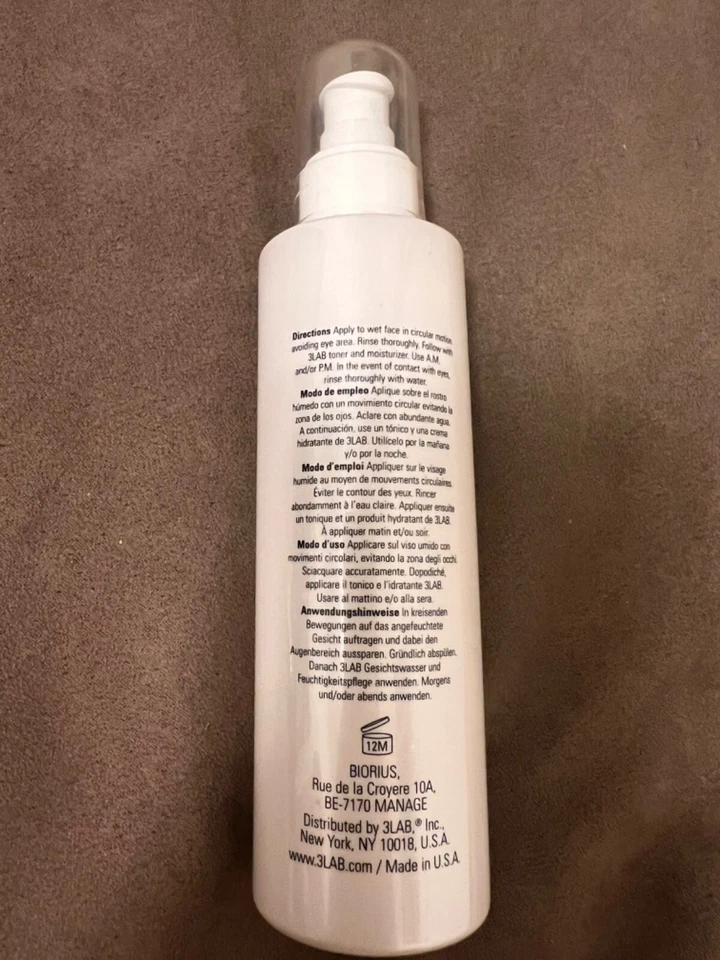 Directions Apply to wet face in circular motion
avoiding eye area. Rinse thoroughly. Follow with
3LAB toner and moisturizer. Use A.M.
and/or P.M. In the event of contact with eyes,
rinse thoroughly with water.
Modo de empleo Aplique sobre el rostro
húmedo con un movimiento circular evitando la
zona de los ojos. Aclare con abundante agua.
A continuación, use un tónico y una crema
hidratante de 3LAB. Utilícelo por la mañana
y/o por la noche.
Mode d'emploi Appliquer sur le visage
humide au moyen de mouvements circulaires.
Éviter le contour des yeux. Rincer
abondamment à l'eau claire. Appliquer ensuite
un tonique et un produit hydratant de 3LAB.
À appliquer matin et/ou soir.
Modo d'uso Applicare sul viso umido con
movimenti circolari, evitando la zona degli occhi.
Sciacquare accuratamente. Dopodiché,
applicare il tonico e l'idratante 3LAB.
Usare al mattino e/o alla sera.
Anwendungshinweise In kreisenden
Bewegungen auf das angefeuchtete
Gesicht auftragen und dabei den
Augenbereich aussparen. Gründlich abspülen.
Danach 3LAB Gesichtswasser und
Feuchtigkeitspflege anwenden. Morgens
und/oder abends anwenden.
12M
BIORIUS,
Rue de la Croyere 10A,
BE-7170 MANAGE
Distributed by 3LAB,® Inc.,
New York, NY 10018, U.S.A.
www.3LAB.com / Made in U.S.A.